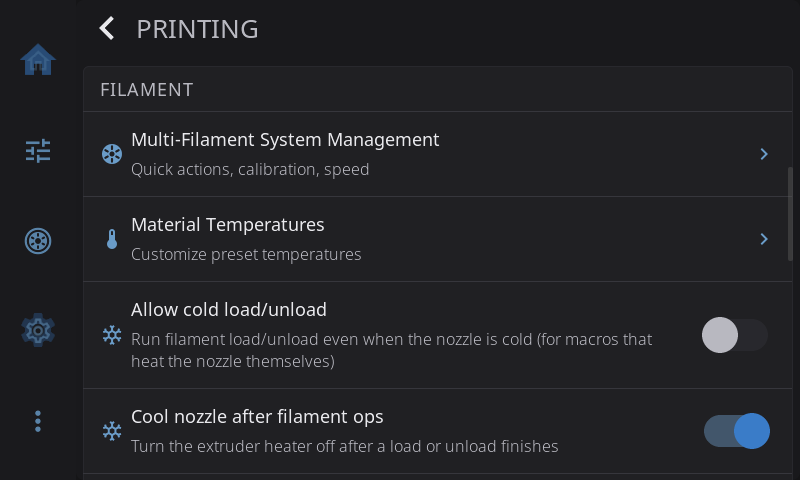 PRINTING
FILAMENT
Multi-Filament System Management
Quick actions, calibration, speed
Material Temperatures
Customize preset temperatures
Allow cold load/unload
Run filament load/unload even when the nozzle is cold (for macros that
heat the nozzle themselves)
Cool nozzle after filament ops
Turn the extruder heater off after a load or unload finishes